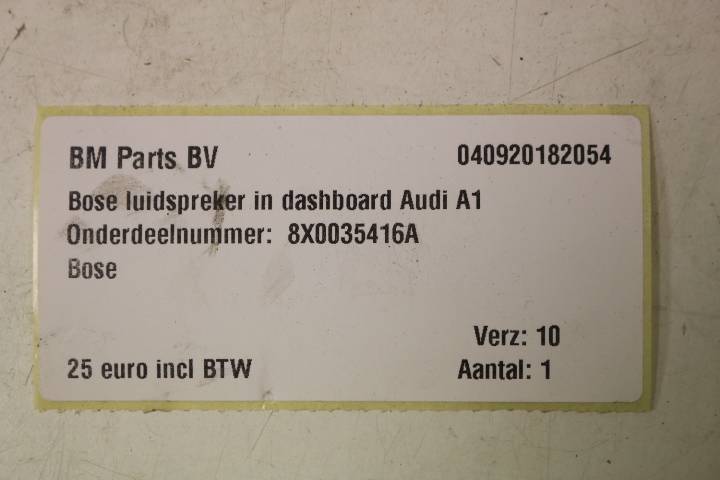 BM Parts BV 040920182054
Bose luidspreker in dashboard Audi A1
Onderdeelnummer: 8X0035416A
Bose
Verz: 10
25 euro incl BTW Aantal: 1